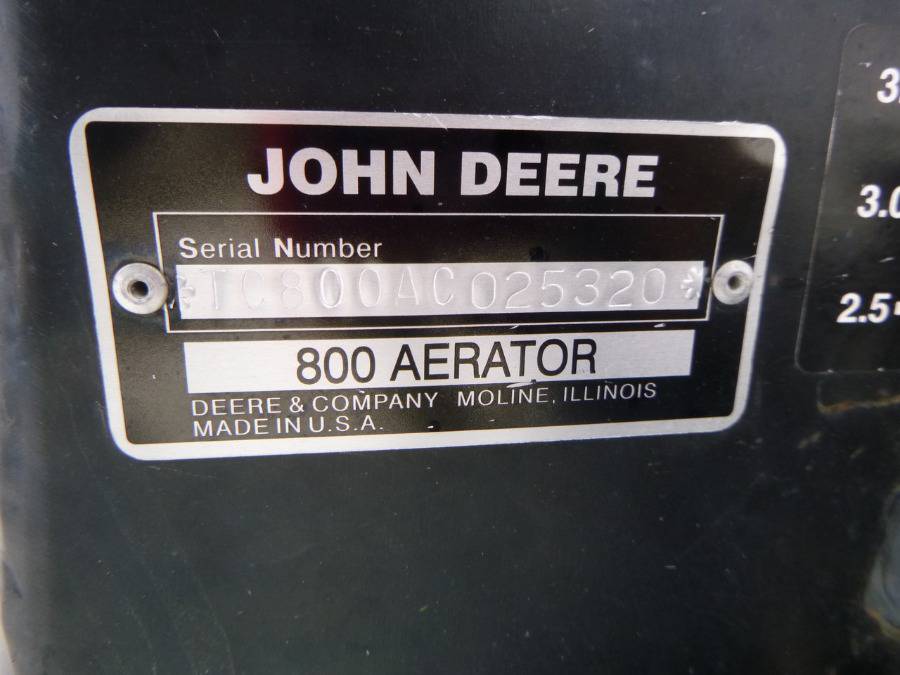 JOHN DEERE
Serial Number
*TC800AC025320*
800 AERATOR
DEERE & COMPANY MOLINE, ILLINOIS
MADE IN U.S.A.
3.0
2.5